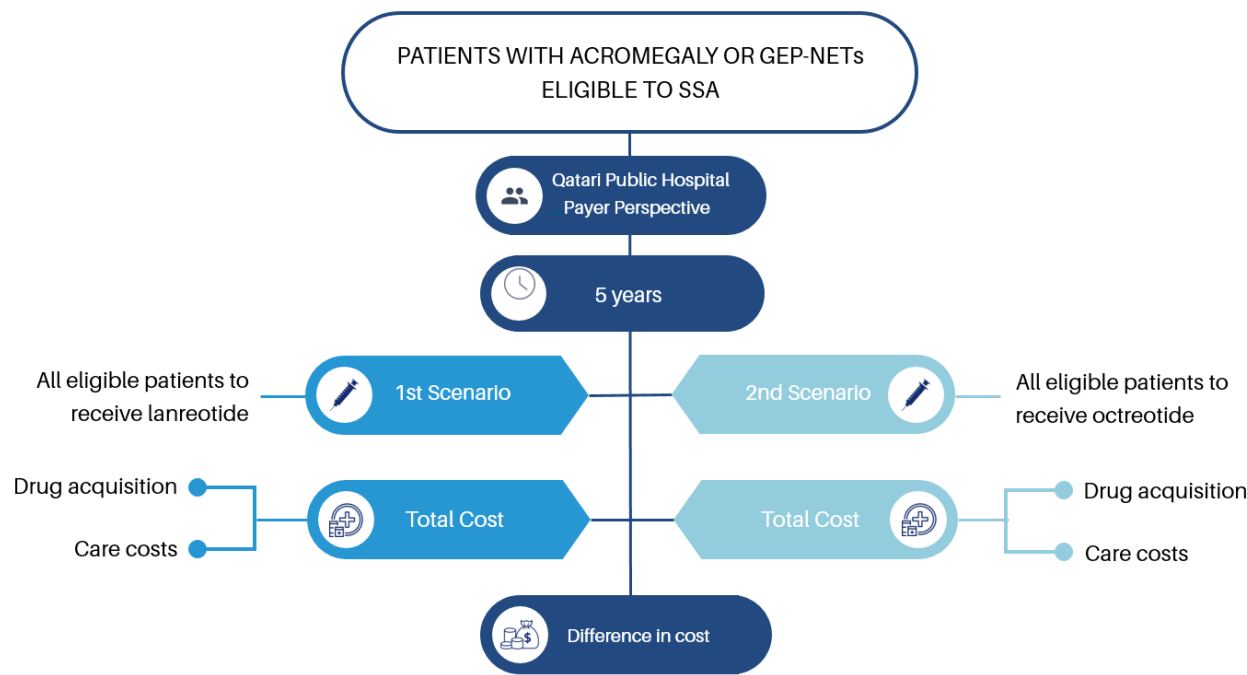 PATIENTS WITH ACROMEGALY OR GEP-NETs
ELIGIBLE TO SSA
Qatari Public Hospital
Payer Perspective
5 years
All eligible patients to
receive lanreotide
1st Scenario
2nd Scenario
All eligible patients to
receive octreotide
Drug acquisition
Care costs
Total Cost
Total Cost
Drug acquisition
Care costs
$
Difference in cost